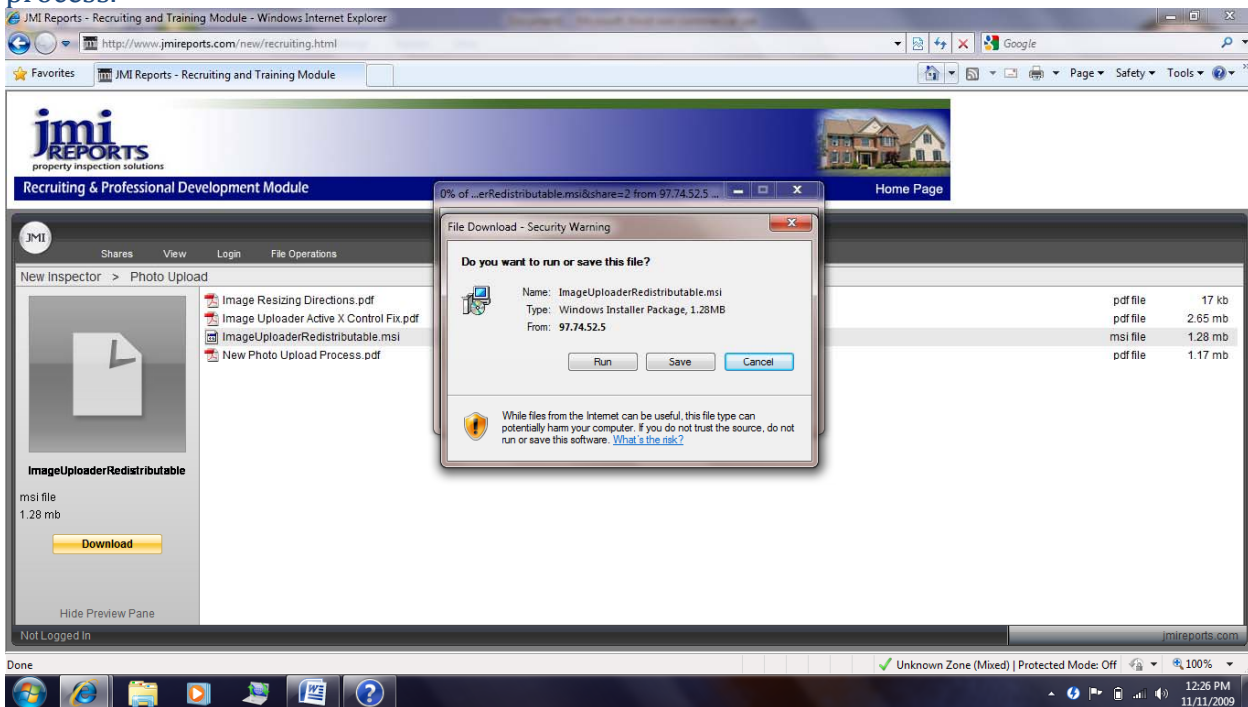 process.
JMI Reports - Recruiting and Training Module - Windows Internet Explorer
http://www.jmireports.com/new/recruiting.html
Google
Favorites
JMI Reports - Recruiting and Training Module
Page
Safety
Tools
jmi
REPORTS
property inspection solutions
Recruiting & Professional Development Module
Home Page
0% of ...erRedistributable.msi&share=2 from 97.74.52.5 ...
JMI
Shares View Login File Operations
New Inspector > Photo Upload
Image Resizing Directions.pdf pdf file 17 kb
Image Uploader Active X Control Fix.pdf pdf file 2.65 mb
ImageUploaderRedistributable.msi msi file 1.28 mb
New Photo Upload Process.pdf pdf file 1.17 mb
File Download - Security Warning
Do you want to run or save this file?
Name: ImageUploaderRedistributable.msi
Type: Windows Installer Package, 1.28MB
From: 97.74.52.5
Run Save Cancel
While files from the Internet can be useful, this file type can
potentially harm your computer. If you do not trust the source, do not
run or save this software. What's the risk?
ImageUploaderRedistributable
msi file
1.28 mb
Download
Hide Preview Pane
Not Logged In
jmireports.com
Done
Unknown Zone (Mixed) | Protected Mode: Off
100%
12:26 PM
11/11/2009